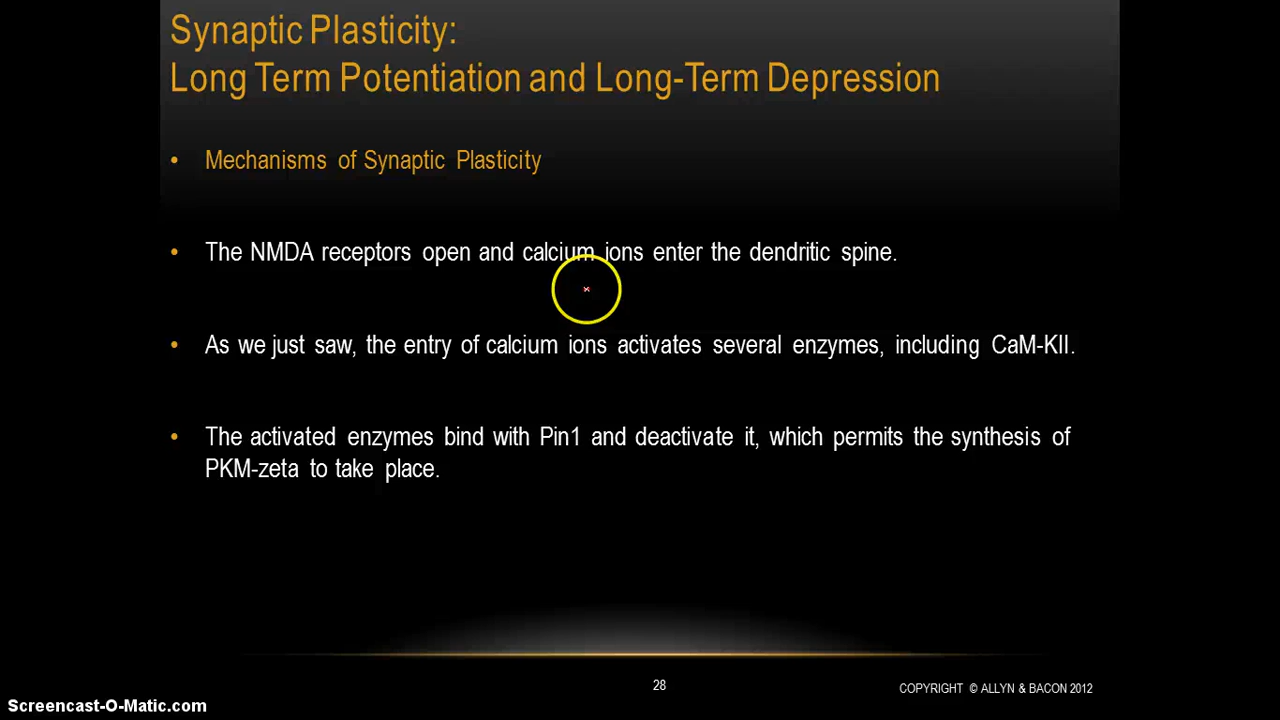 Synaptic Plasticity:
Long Term Potentiation and Long-Term Depression
• Mechanisms of Synaptic Plasticity
• The NMDA receptors open and calcium ions enter the dendritic spine.
• As we just saw, the entry of calcium ions activates several enzymes, including CaM-KII.
• The activated enzymes bind with Pin1 and deactivate it, which permits the synthesis of
PKM-zeta to take place.
28
COPYRIGHT © ALLYN & BACON 2012
Screencast-O-Matic.com